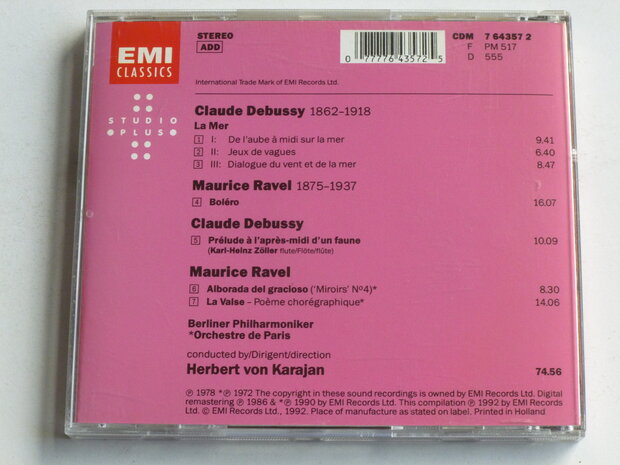 EMI
CLASSICS
STEREO
ADD
0 77776 43572 5
CDM 7 64357 2
F PM 517
D 555
International Trade Mark of EMI Records Ltd.
STUDIO
PLUS
Claude Debussy 1862–1918
La Mer
1 I: De l'aube à midi sur la mer 9.41
2 II: Jeux de vagues 6.40
3 III: Dialogue du vent et de la mer 8.47
Maurice Ravel 1875–1937
4 Boléro 16.07
Claude Debussy
5 Prélude à l'après-midi d'un faune 10.09
(Karl-Heinz Zöller flute/Flöte/flûte)
Maurice Ravel
6 Alborada del gracioso ('Miroirs' Nº4)* 8.30
7 La Valse – Poème chorégraphique* 14.06
Berliner Philharmoniker
*Orchestre de Paris
conducted by/Dirigent/direction
Herbert von Karajan 74.56
℗ 1978 *℗ 1972 The copyright in these sound recordings is owned by EMI Records Ltd. Digital
remastering ℗ 1986 & *℗ 1990 by EMI Records Ltd. This compilation ℗ 1992 by EMI Records
Ltd. © EMI Records Ltd., 1992. Place of manufacture as stated on label. Printed in Holland